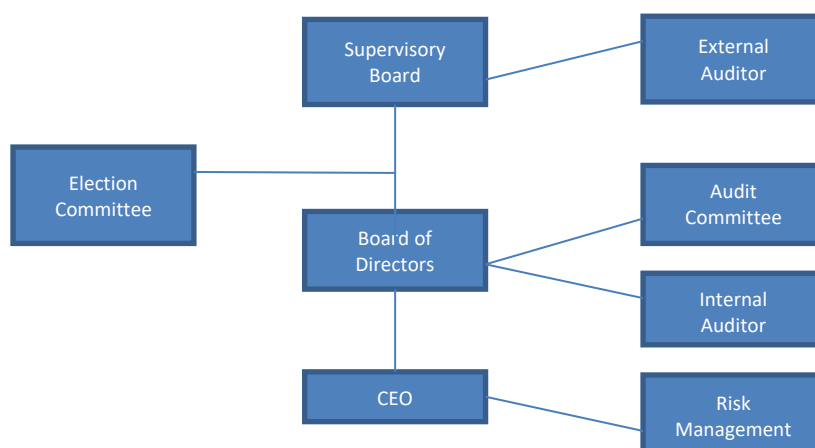 Supervisory
Board
External
Auditor
Election
Committee
Audit
Committee
Board of
Directors
Internal
Auditor
CEO
Risk
Management